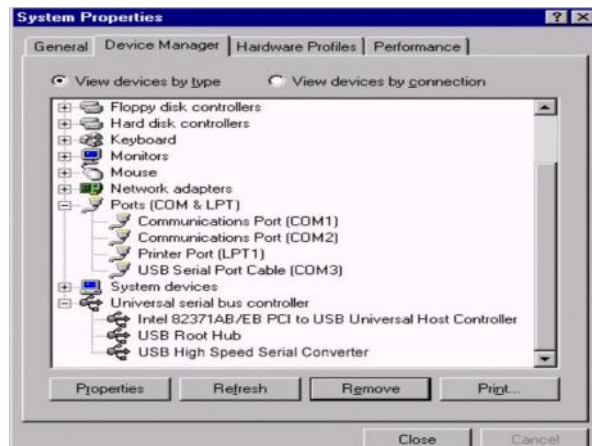 System Properties
General Device Manager Hardware Profiles Performance
View devices by type View devices by connection
Floppy disk controllers
Hard disk controllers
Keyboard
Monitors
Mouse
Network adapters
Ports (COM & LPT)
Communications Port (COM1)
Communications Port (COM2)
Printer Port (LPT1)
USB Serial Port Cable (COM3)
System devices
Universal serial bus controller
Intel 82371AB/EB PCI to USB Universal Host Controller
USB Root Hub
USB High Speed Serial Converter
Properties Refresh Remove Print...
Close Cancel